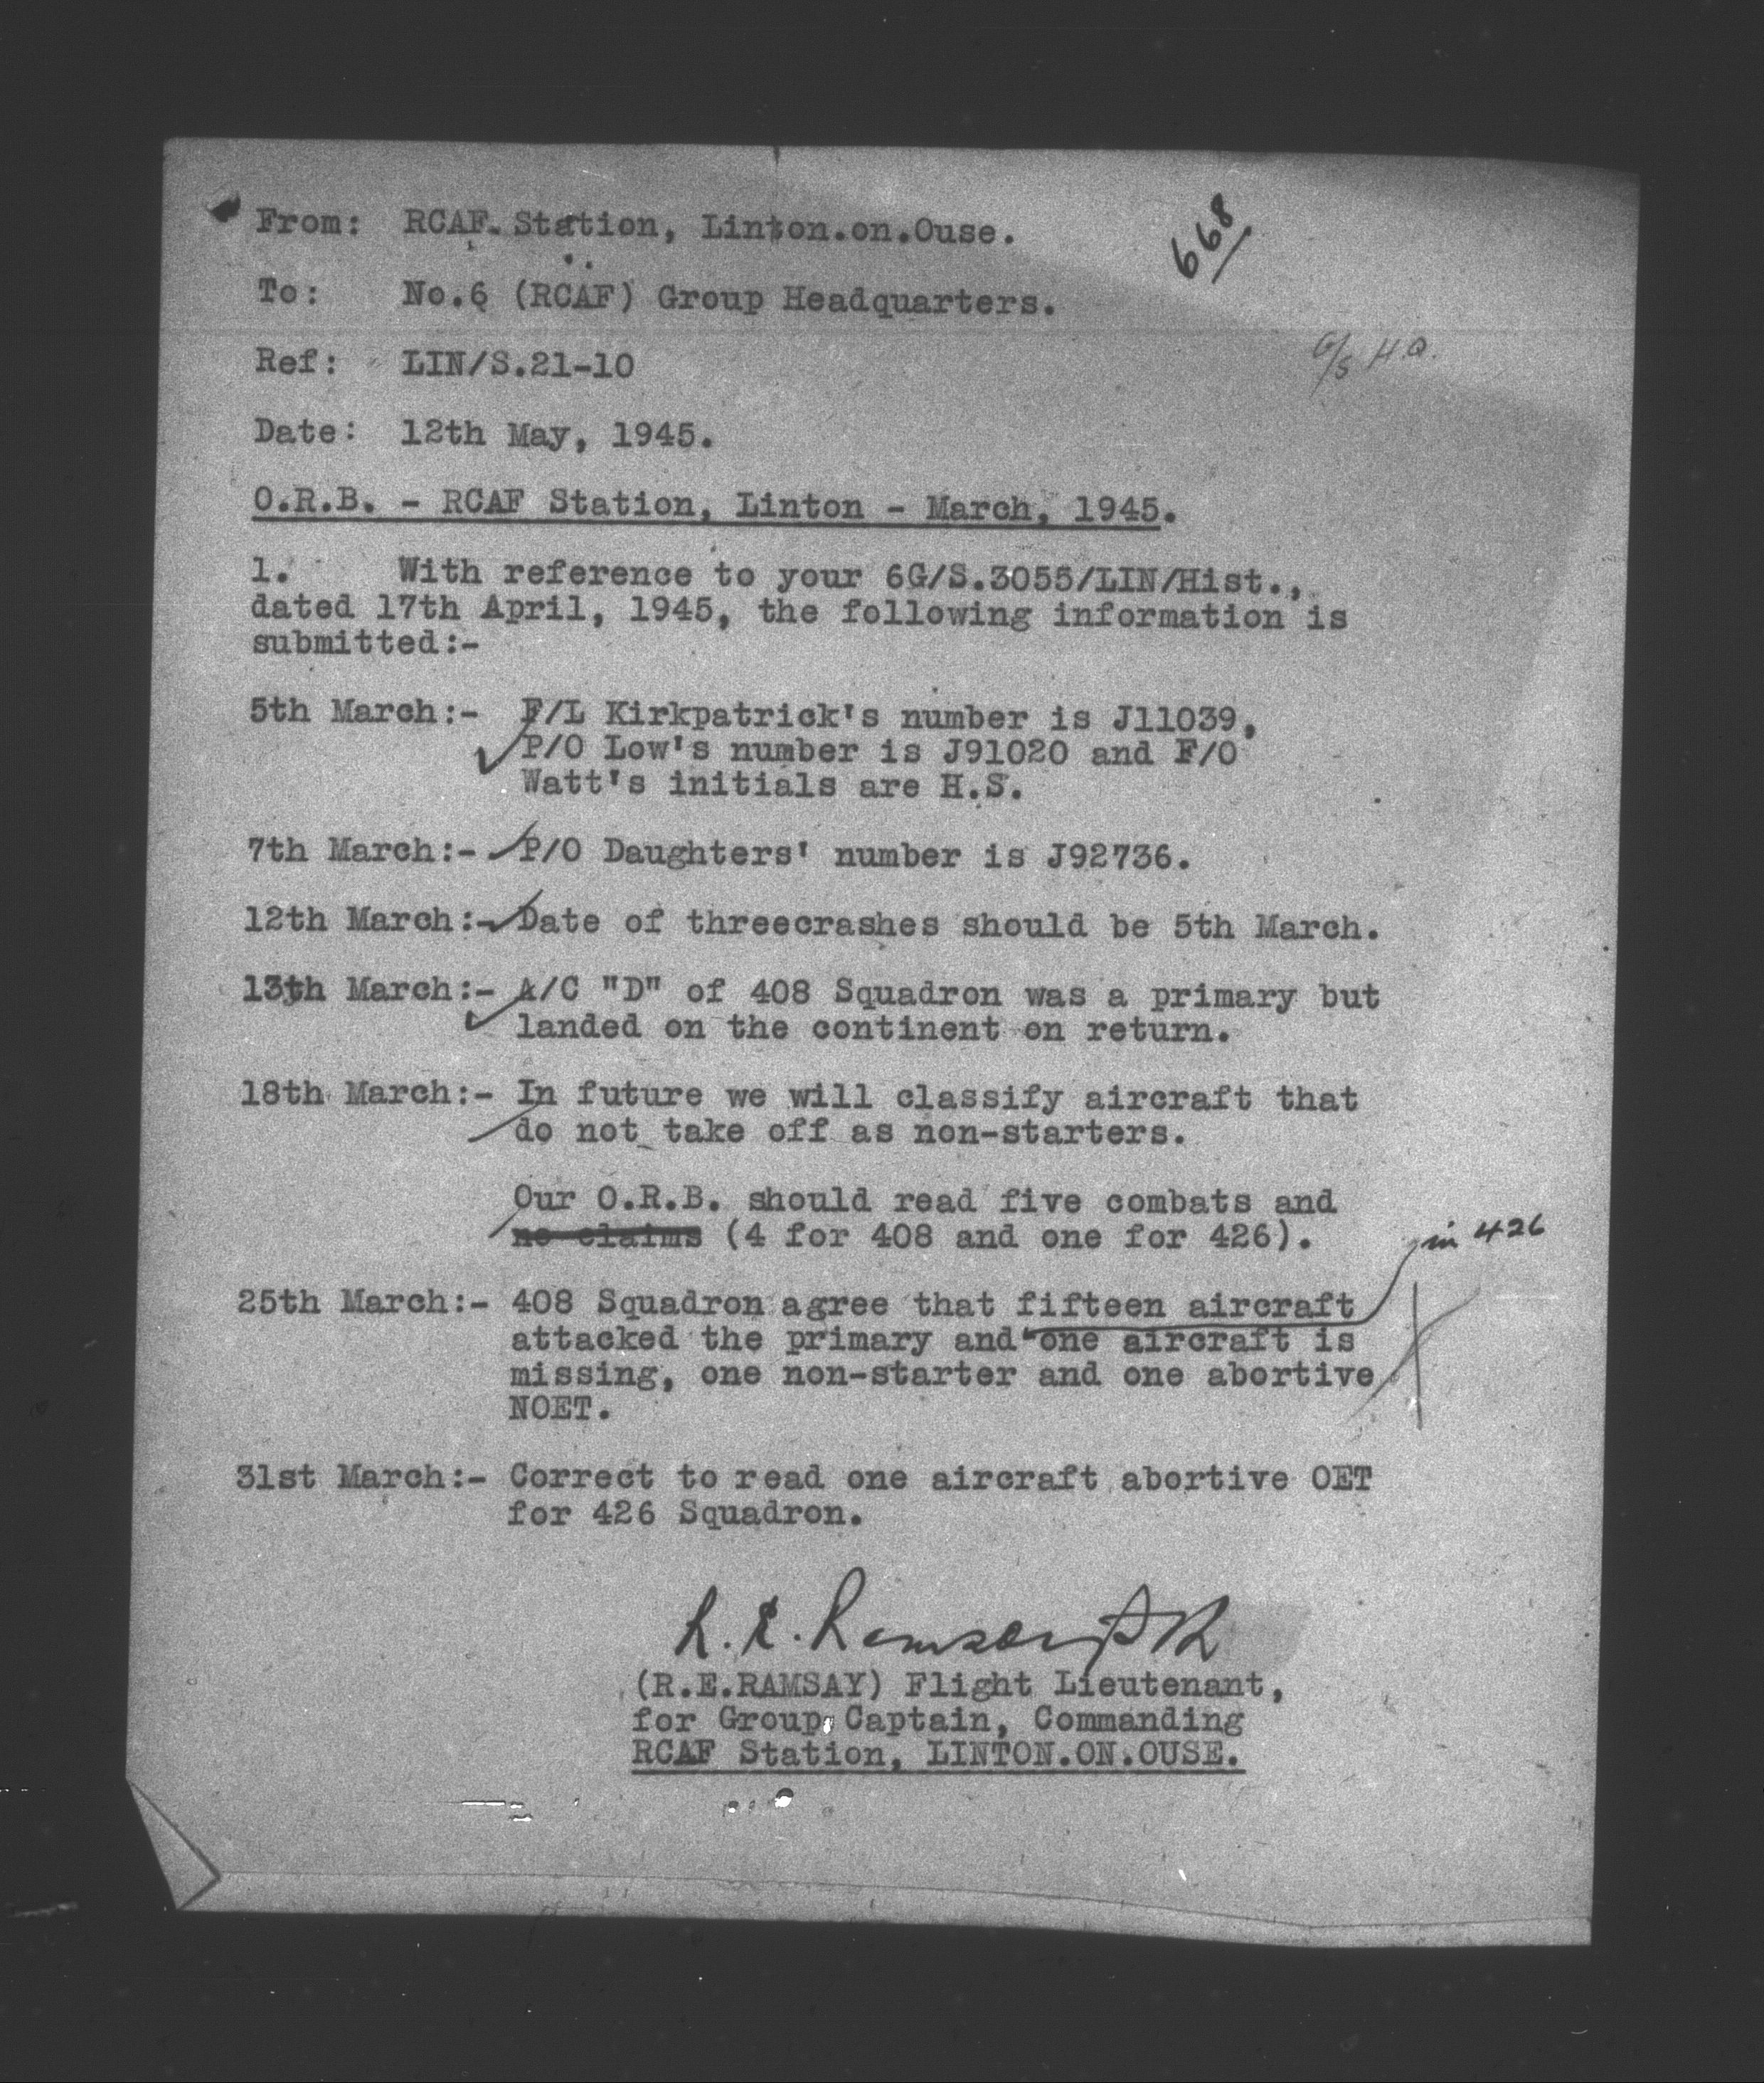 668
From: RCAF Station, Linton.on.Ouse.
To: No.6 (RCAF) Group Headquarters.
H.Q.
Ref: LIN/S.21-10
Date: 12th May, 1945.
O.R.B. - RCAF Station, Linton - March, 1945.
1. With reference to your 6G/S.3055/LIN/Hist.,
dated 17th April, 1945, the following information is
submitted:-
5th March:- F/L Kirkpatrick's number is J11039,
P/O Low's number is J91020 and F/O
Watt's initials are H.S.
7th March:- P/O Daughters' number is J92736.
12th March:- Date of threecrashes should be 5th March.
13th March:- A/C "D" of 408 Squadron was a primary but
landed on the continent on return.
18th March:- In future we will classify aircraft that
do not take off as non-starters.
Our O.R.B. should read five combats and
no claims (4 for 408 and one for 426).
in 426
25th March:- 408 Squadron agree that fifteen aircraft
attacked the primary and one aircraft is
missing, one non-starter and one abortive
NOET.
31st March:- Correct to read one aircraft abortive OET
for 426 Squadron.
R.E. Ramsay F/L
(R.E.RAMSAY) Flight Lieutenant,
for Group Captain, Commanding
RCAF Station, LINTON.ON.OUSE.